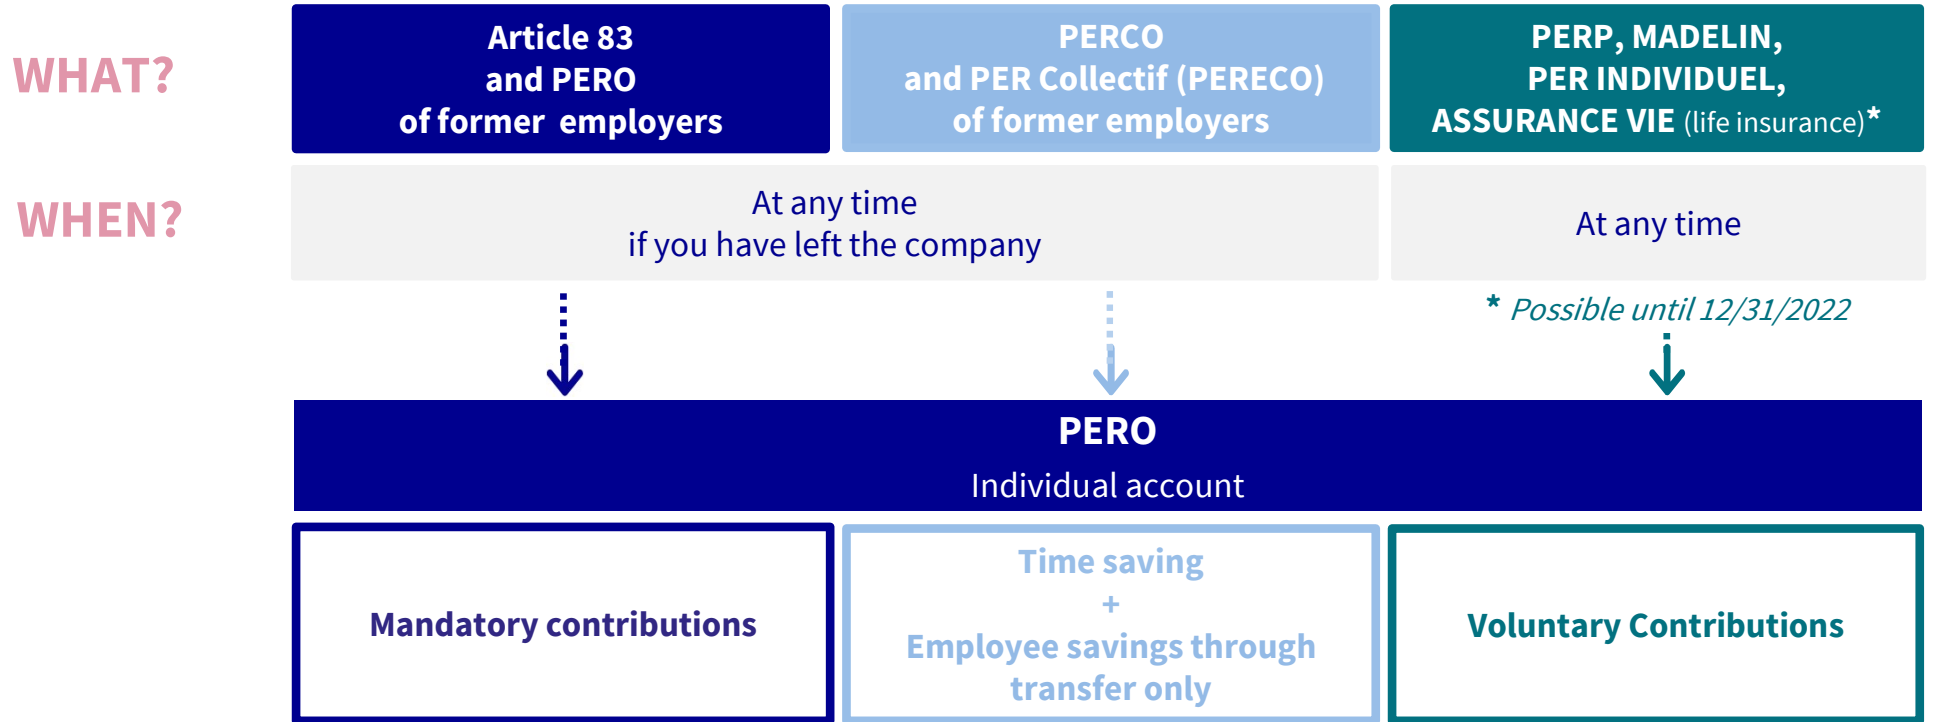 WHAT?
Article 83
and PERO
of former employers
PERCO
and PER Collectif (PERECO)
of former employers
PERP, MADELIN,
PER INDIVIDUEL,
ASSURANCE VIE (life insurance)*
WHEN?
At any time
if you have left the company
At any time
* Possible until 12/31/2022
PERO
Individual account
Mandatory contributions
Time saving
+
Employee savings through
transfer only
Voluntary Contributions